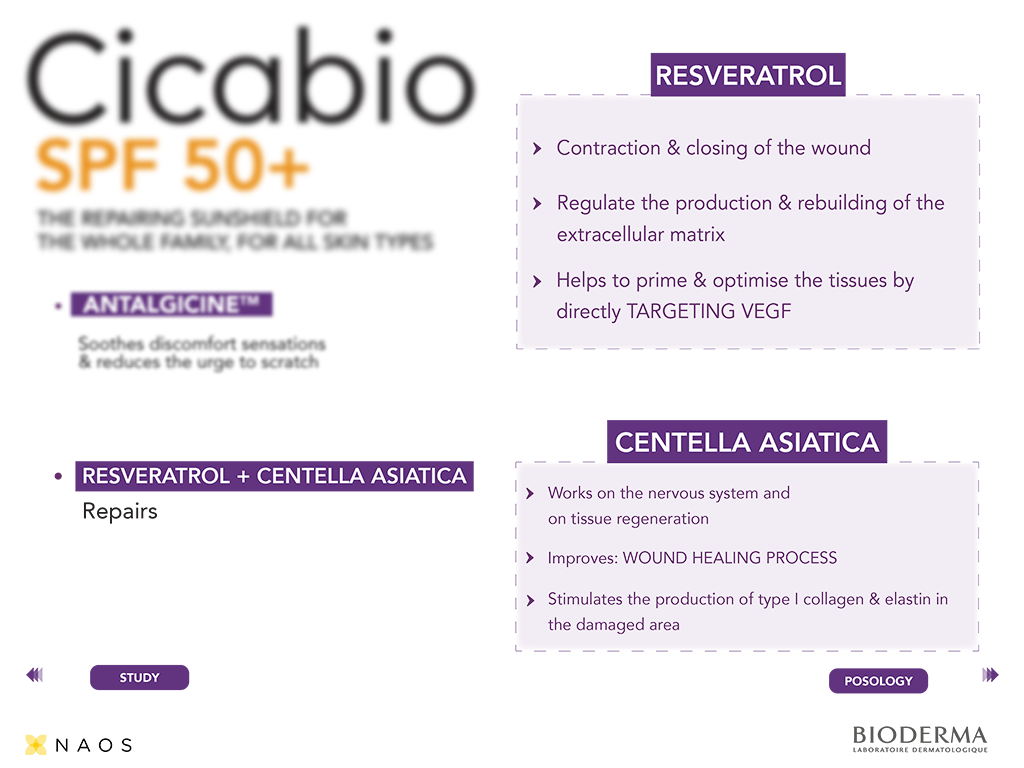 Cicabio
SPF 50+
THE REPAIRING SUNSHIELD FOR
THE WHOLE FAMILY, FOR ALL SKIN TYPES
• ANTALGICINE™
Soothes discomfort sensations
& reduces the urge to scratch
• RESVERATROL + CENTELLA ASIATICA
Repairs
RESVERATROL
Contraction & closing of the wound
Regulate the production & rebuilding of the
extracellular matrix
Helps to prime & optimise the tissues by
directly TARGETING VEGF
CENTELLA ASIATICA
Works on the nervous system and
on tissue regeneration
Improves: WOUND HEALING PROCESS
Stimulates the production of type I collagen & elastin in
the damaged area
STUDY
POSOLOGY
NAOS
BIODERMA
LABORATOIRE DERMATOLOGIQUE